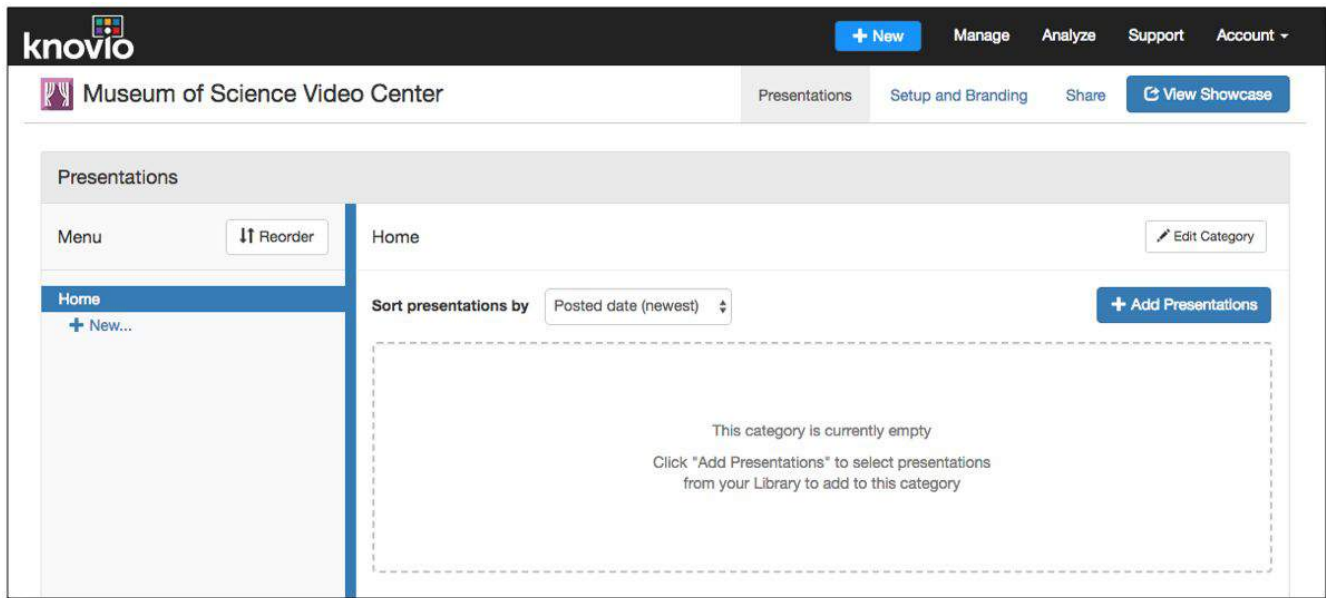 knovio
+ New Manage Analyze Support Account
Museum of Science Video Center
Presentations Setup and Branding Share View Showcase
Presentations
Menu Reorder Home Edit Category
Home
+ New...
Sort presentations by Posted date (newest) + Add Presentations
This category is currently empty
Click "Add Presentations" to select presentations
from your Library to add to this category